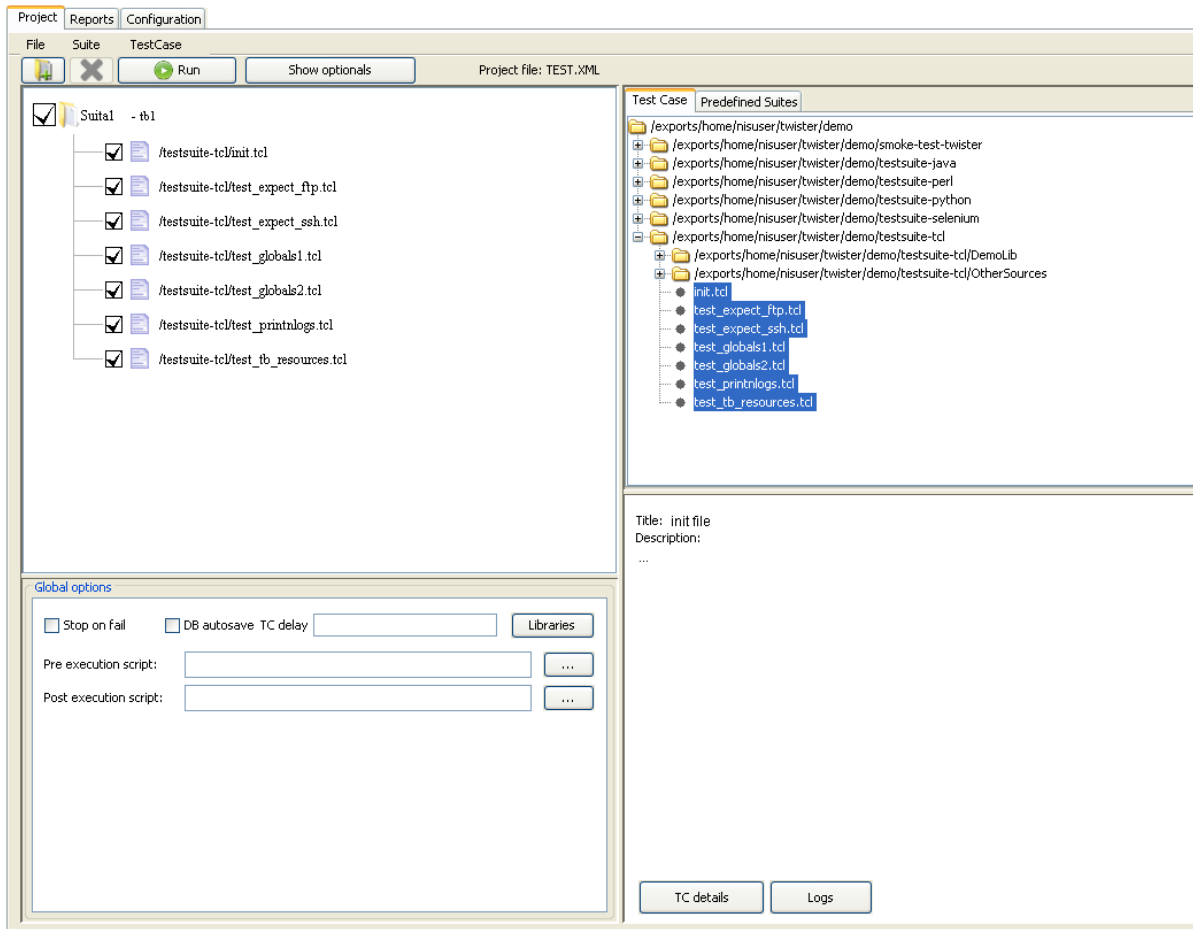 Project Reports Configuration
File Suite TestCase
Run Show optionals Project file: TEST.XML
Suita1 - tb1
/testsuite-tcl/init.tcl
/testsuite-tcl/test_expect_ftp.tcl
/testsuite-tcl/test_expect_ssh.tcl
/testsuite-tcl/test_globals1.tcl
/testsuite-tcl/test_globals2.tcl
/testsuite-tcl/test_printnlogs.tcl
/testsuite-tcl/test_tb_resources.tcl
Test Case Predefined Suites
/exports/home/nisuser/twister/demo
/exports/home/nisuser/twister/demo/smoke-test-twister
/exports/home/nisuser/twister/demo/testsuite-java
/exports/home/nisuser/twister/demo/testsuite-perl
/exports/home/nisuser/twister/demo/testsuite-python
/exports/home/nisuser/twister/demo/testsuite-selenium
/exports/home/nisuser/twister/demo/testsuite-tcl
/exports/home/nisuser/twister/demo/testsuite-tcl/DemoLib
/exports/home/nisuser/twister/demo/testsuite-tcl/OtherSources
init.tcl
test_expect_ftp.tcl
test_expect_ssh.tcl
test_globals1.tcl
test_globals2.tcl
test_printnlogs.tcl
test_tb_resources.tcl
Global options
Stop on fail DB autosave TC delay Libraries
Pre execution script: ...
Post execution script: ...
Title: init file
Description:
...
TC details Logs